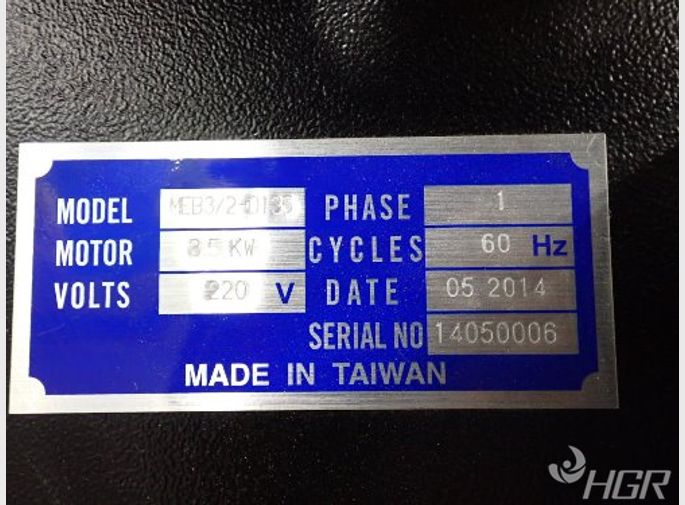 MODEL PHASE 1
MOTOR KW CYCLES 60 Hz
VOLTS 220 V DATE 05 2014
SERIAL NO 14050006
MADE IN TAIWAN
HGR